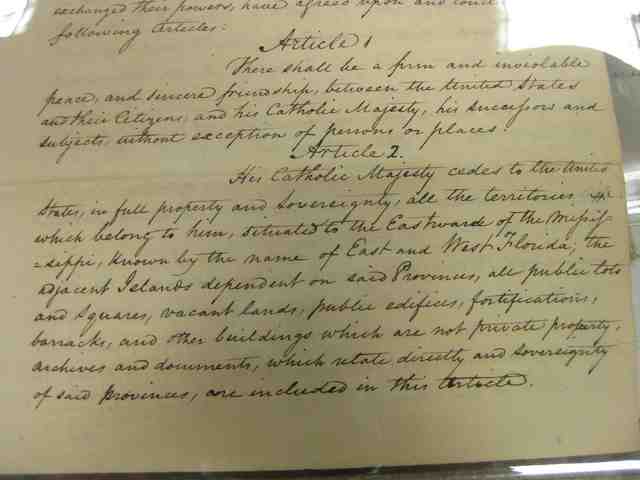 exchanged their powers, have agreed upon and concl
following Articles:
Article 1
There shall be a firm and inviolable
peace, and sincere friendship, between the United States
and their Citizens, and his Catholic Majesty, his successors and
subjects, without exception of persons or places.
Article 2.
His Catholic Majesty cedes to the United
States, in full property and sovereignty, all the territories
which belong to him, situated to the Eastward of the Missis-
=sippi, known by the name of East and West Florida, the
adjacent Islands dependent on said Provinces, all public lots
and squares, vacant lands, public edifices, fortifications,
barracks, and other buildings which are not private property,
archives and documents, which relate directly and sovereignty
of said provinces, are included in this Article.